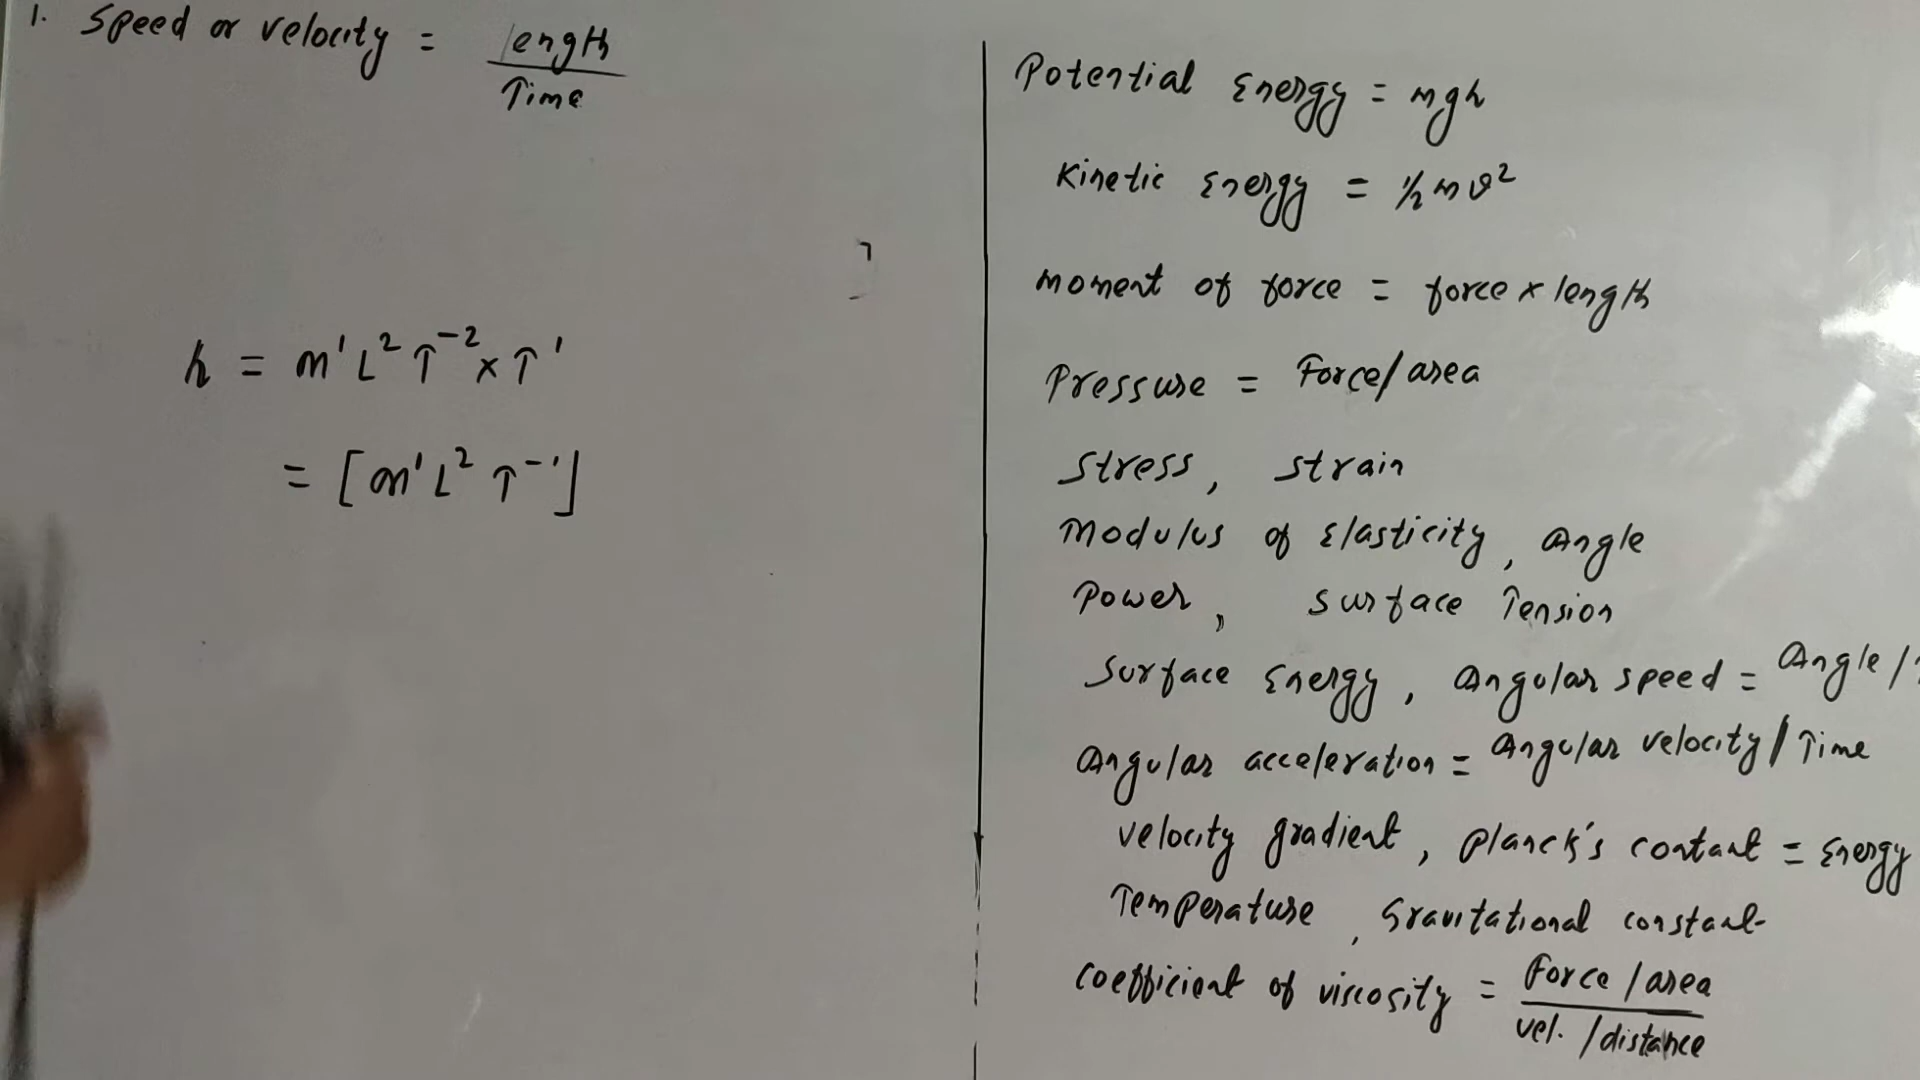 1. Speed or velocity = length / Time
h = M¹L²T⁻² × T¹
= [M¹L²T⁻¹]
Potential Energy = mgh
Kinetic Energy = 1/2 mv²
Moment of force = force × length
Pressure = Force/area
Stress, Strain
Modulus of Elasticity, Angle
Power, Surface Tension
Surface Energy, Angular speed = Angle /
Angular acceleration = Angular velocity / Time
velocity gradient, Planck's contant = Energy
Temperature, Gravitational constant
Coefficient of viscosity = Force / area
vel. / distance